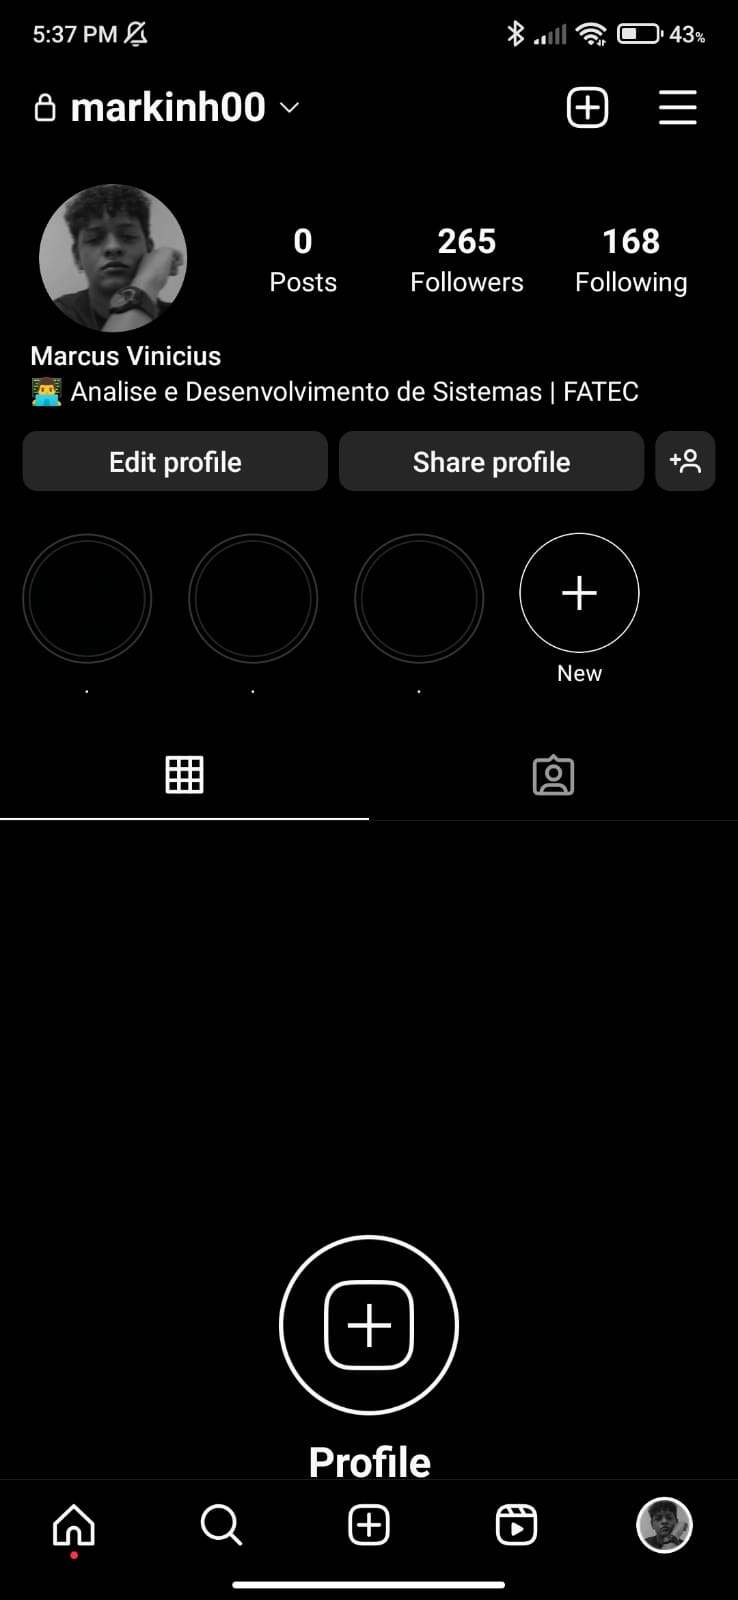 5:37 PM
43%
markinh00
0 265 168
Posts Followers Following
Marcus Vinicius
👨‍💻 Analise e Desenvolvimento de Sistemas | FATEC
Edit profile Share profile
. . .
New
Profile